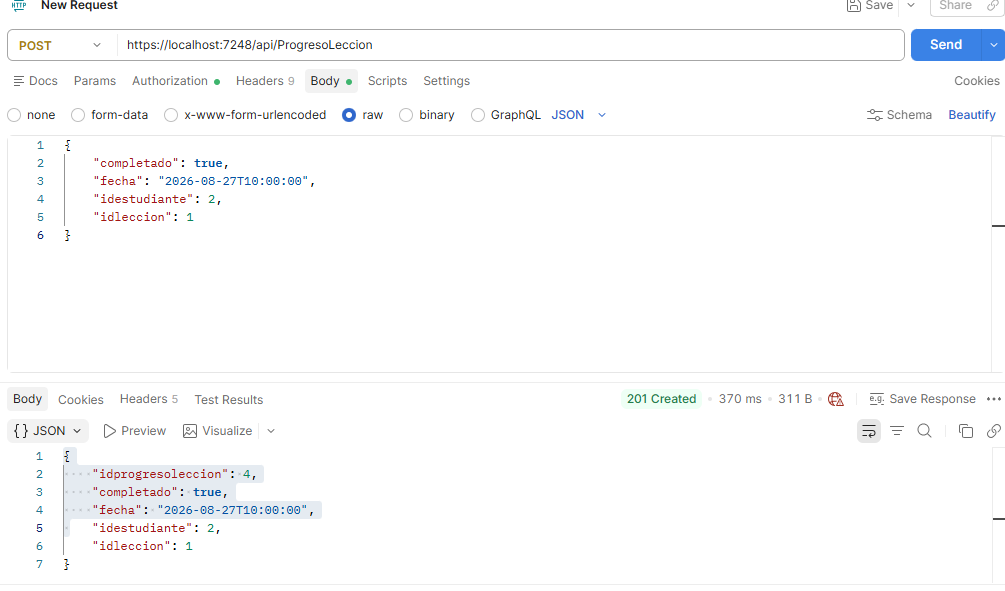 HTTP New Request Save Share
POST https://localhost:7248/api/ProgresoLeccion Send
Docs Params Authorization Headers 9 Body Scripts Settings Cookies
none form-data x-www-form-urlencoded raw binary GraphQL JSON Schema Beautify
1 {
2 "completado": true,
3 "fecha": "2026-08-27T10:00:00",
4 "idestudiante": 2,
5 "idleccion": 1
6 }
Body Cookies Headers 5 Test Results 201 Created • 370 ms • 311 B • e.g. Save Response •••
{} JSON Preview Visualize
1 {
2 "idprogresoleccion": 4,
3 "completado": true,
4 "fecha": "2026-08-27T10:00:00",
5 "idestudiante": 2,
6 "idleccion": 1
7 }